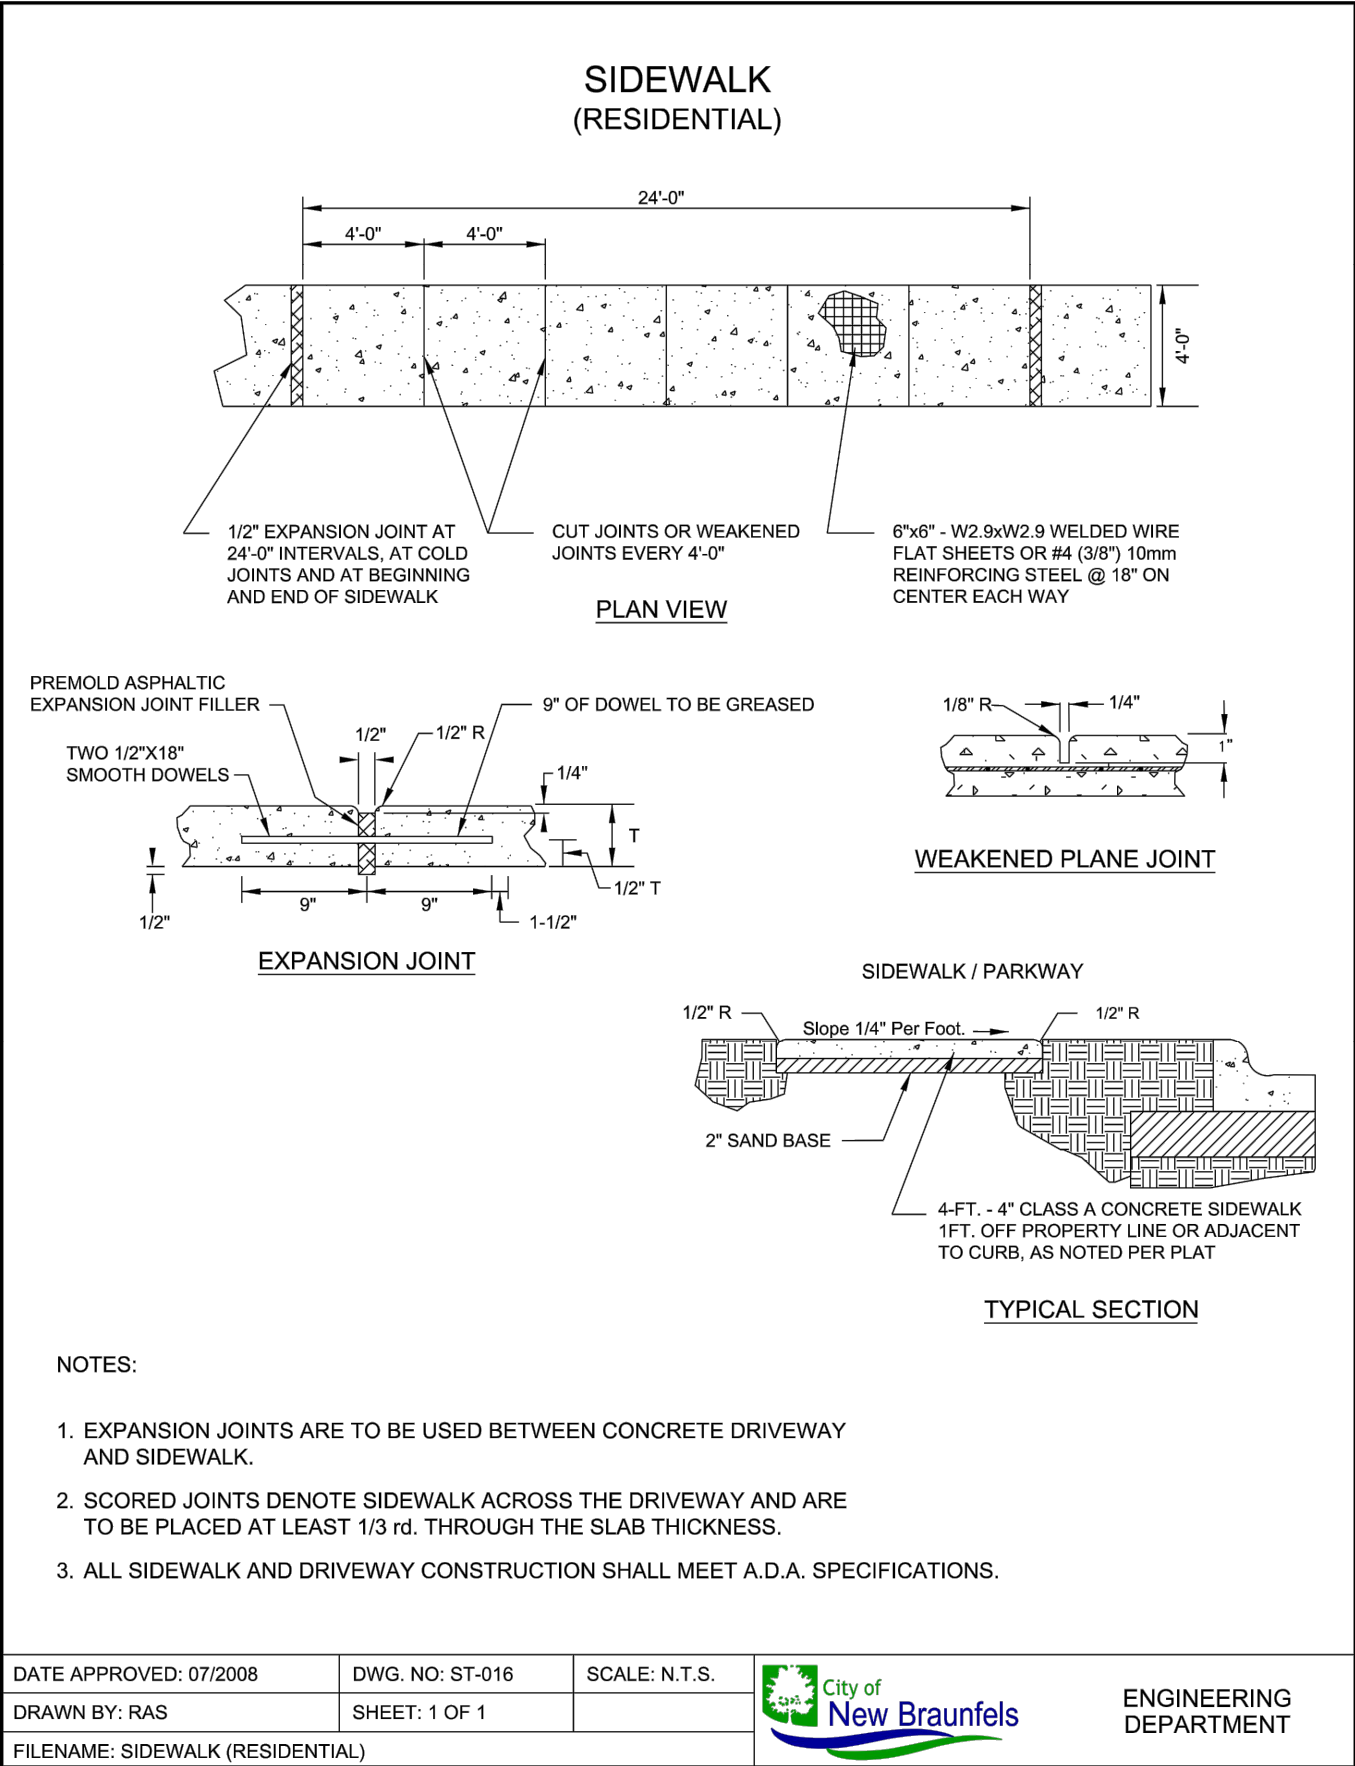 SIDEWALK
(RESIDENTIAL)
24'-0"
4'-0"
4'-0"
4'-0"
1/2" EXPANSION JOINT AT
24'-0" INTERVALS, AT COLD
JOINTS AND AT BEGINNING
AND END OF SIDEWALK
CUT JOINTS OR WEAKENED
JOINTS EVERY 4'-0"
6"x6" - W2.9xW2.9 WELDED WIRE
FLAT SHEETS OR #4 (3/8") 10mm
REINFORCING STEEL @ 18" ON
CENTER EACH WAY
PLAN VIEW
PREMOLD ASPHALTIC
EXPANSION JOINT FILLER
TWO 1/2"X18"
SMOOTH DOWELS
1/2"
1/2" R
9" OF DOWEL TO BE GREASED
1/4"
T
1/2" T
9"
9"
1-1/2"
1/2"
EXPANSION JOINT
1/8" R
1/4"
1"
WEAKENED PLANE JOINT
SIDEWALK / PARKWAY
1/2" R
Slope 1/4" Per Foot.
1/2" R
2" SAND BASE
4-FT. - 4" CLASS A CONCRETE SIDEWALK
1FT. OFF PROPERTY LINE OR ADJACENT
TO CURB, AS NOTED PER PLAT
TYPICAL SECTION
NOTES:
1. EXPANSION JOINTS ARE TO BE USED BETWEEN CONCRETE DRIVEWAY
AND SIDEWALK.
2. SCORED JOINTS DENOTE SIDEWALK ACROSS THE DRIVEWAY AND ARE
TO BE PLACED AT LEAST 1/3 rd. THROUGH THE SLAB THICKNESS.
3. ALL SIDEWALK AND DRIVEWAY CONSTRUCTION SHALL MEET A.D.A. SPECIFICATIONS.
DATE APPROVED: 07/2008
DWG. NO: ST-016
SCALE: N.T.S.
DRAWN BY: RAS
SHEET: 1 OF 1
FILENAME: SIDEWALK (RESIDENTIAL)
City of
New Braunfels
ENGINEERING
DEPARTMENT